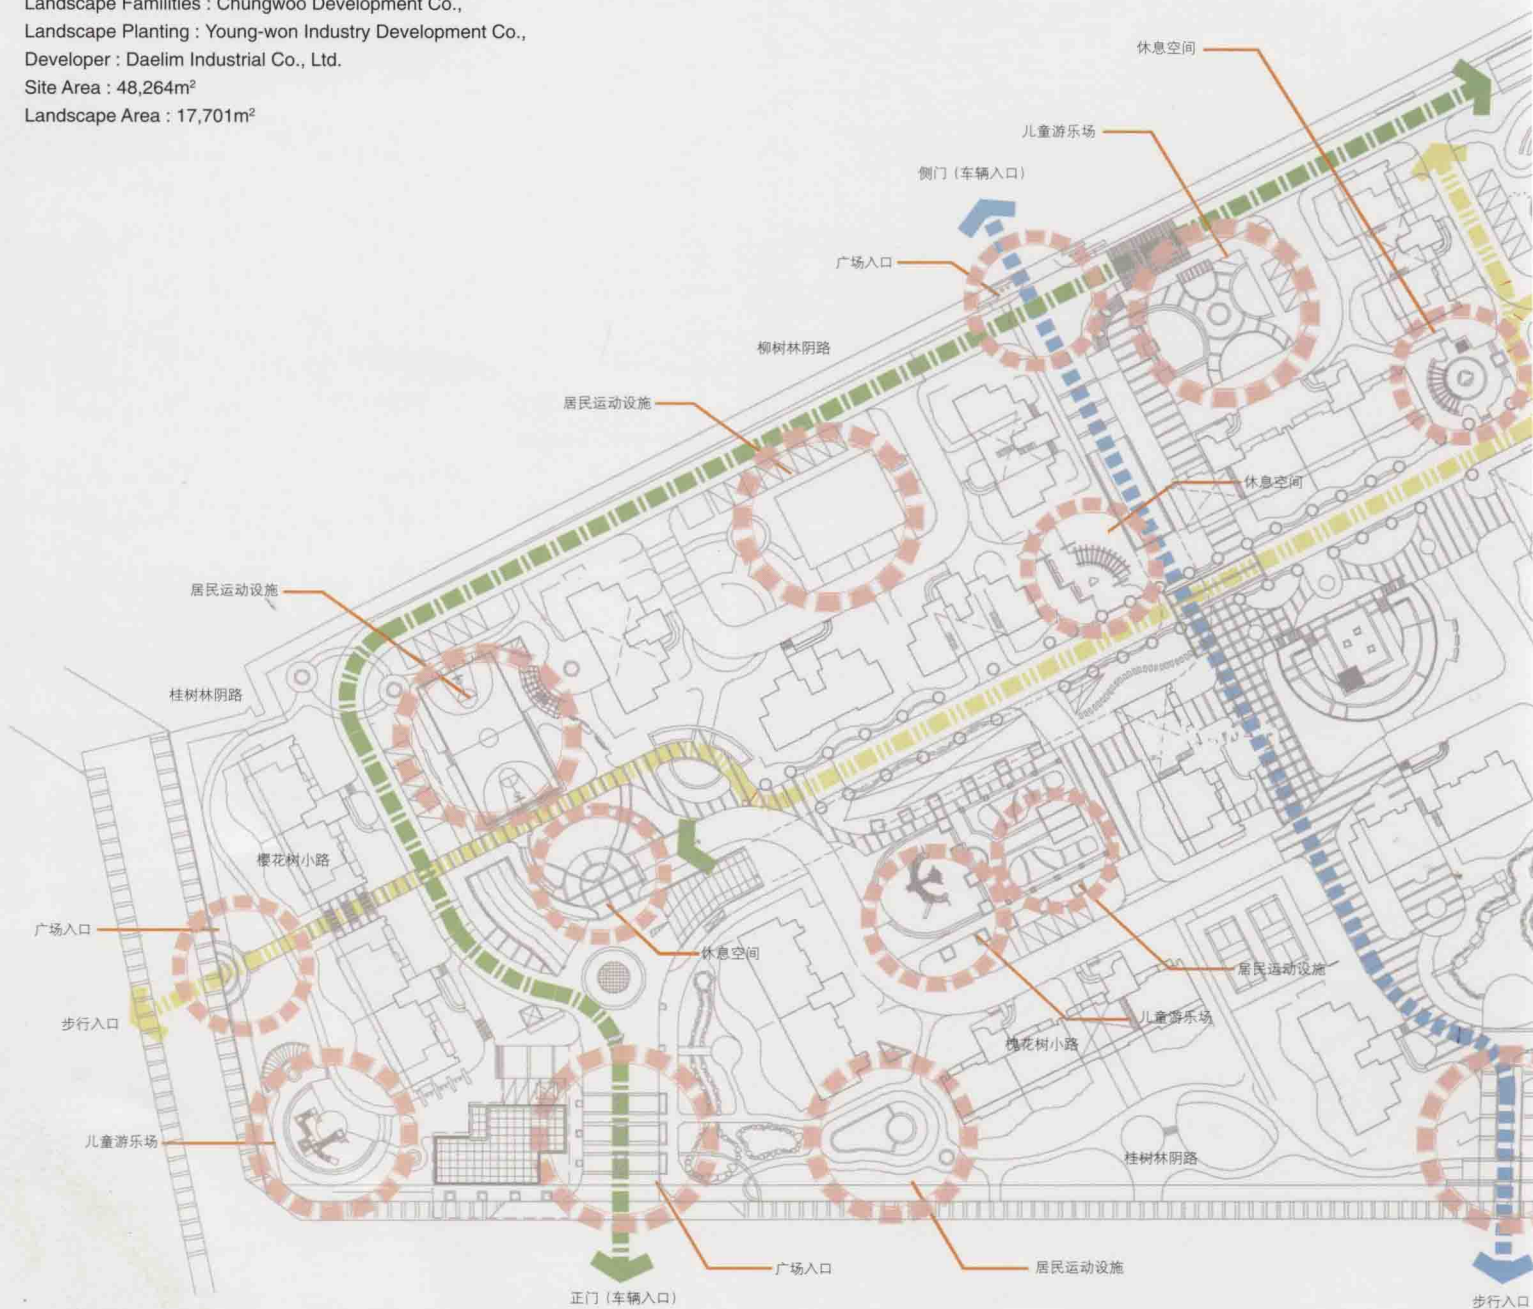 Landscape Familities : Chungwoo Development Co.,
Landscape Planting : Young-won Industry Development Co.,
Developer : Daelim Industrial Co., Ltd.
Site Area : 48,264m²
Landscape Area : 17,701m²
休息空间
儿童游乐场
侧门（车辆入口）
广场入口
柳树林阴路
居民运动设施
休息空间
居民运动设施
桂树林阴路
樱花树小路
广场入口
休息空间
居民运动设施
步行入口
儿童游乐场
槐花树小路
儿童游乐场
桂树林阴路
广场入口
居民运动设施
正门（车辆入口）
步行入口